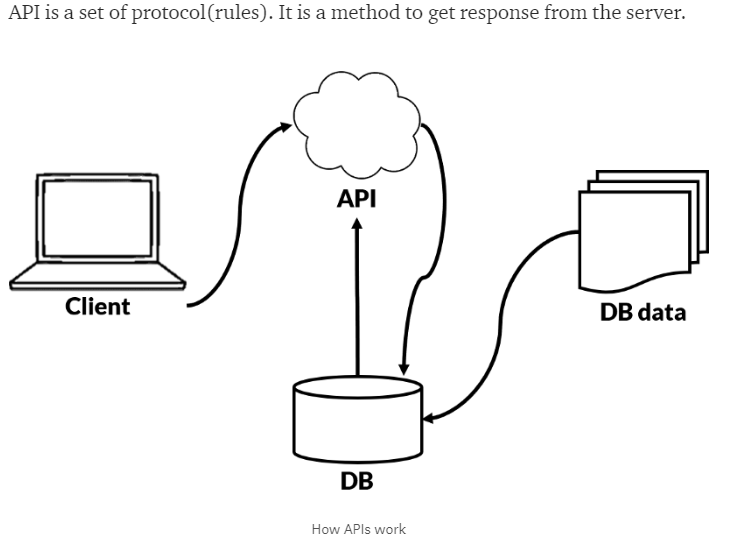 API is a set of protocol(rules). It is a method to get response from the server.
API
Client
DB data
DB
How APIs work